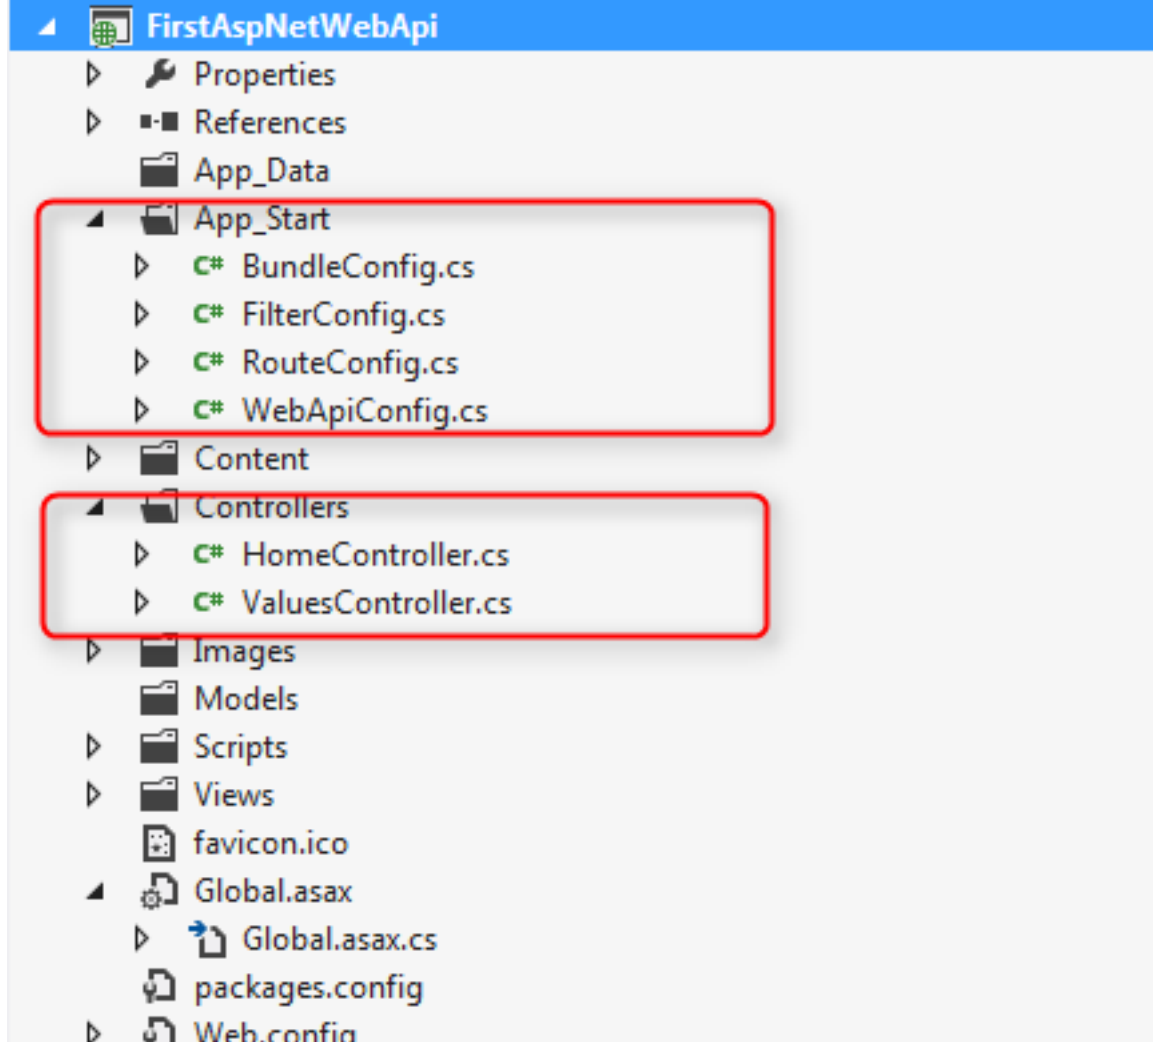 FirstAspNetWebApi
Properties
References
App_Data
App_Start
C# BundleConfig.cs
C# FilterConfig.cs
C# RouteConfig.cs
C# WebApiConfig.cs
Content
Controllers
C# HomeController.cs
C# ValuesController.cs
Images
Models
Scripts
Views
favicon.ico
Global.asax
Global.asax.cs
packages.config
Web.config